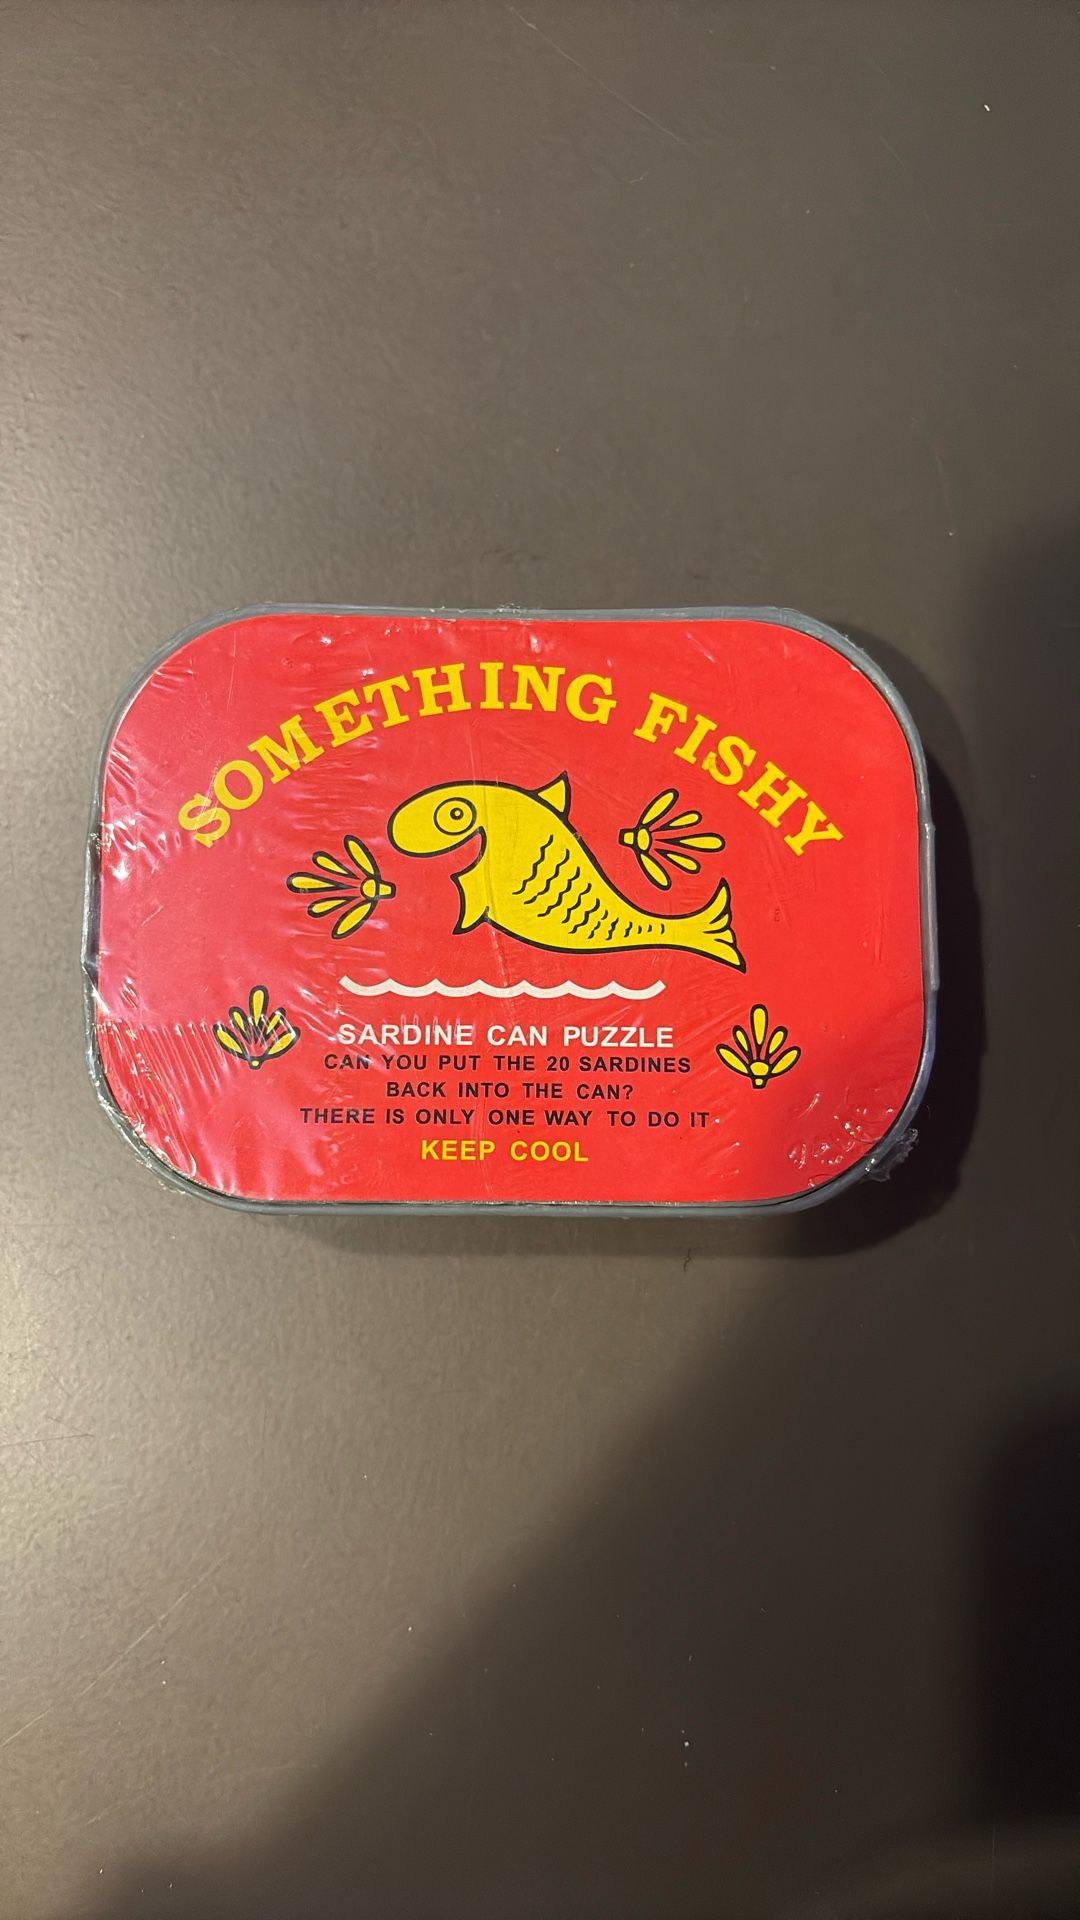 SOMETHING FISHY
SARDINE CAN PUZZLE
CAN YOU PUT THE 20 SARDINES
BACK INTO THE CAN?
THERE IS ONLY ONE WAY TO DO IT
KEEP COOL